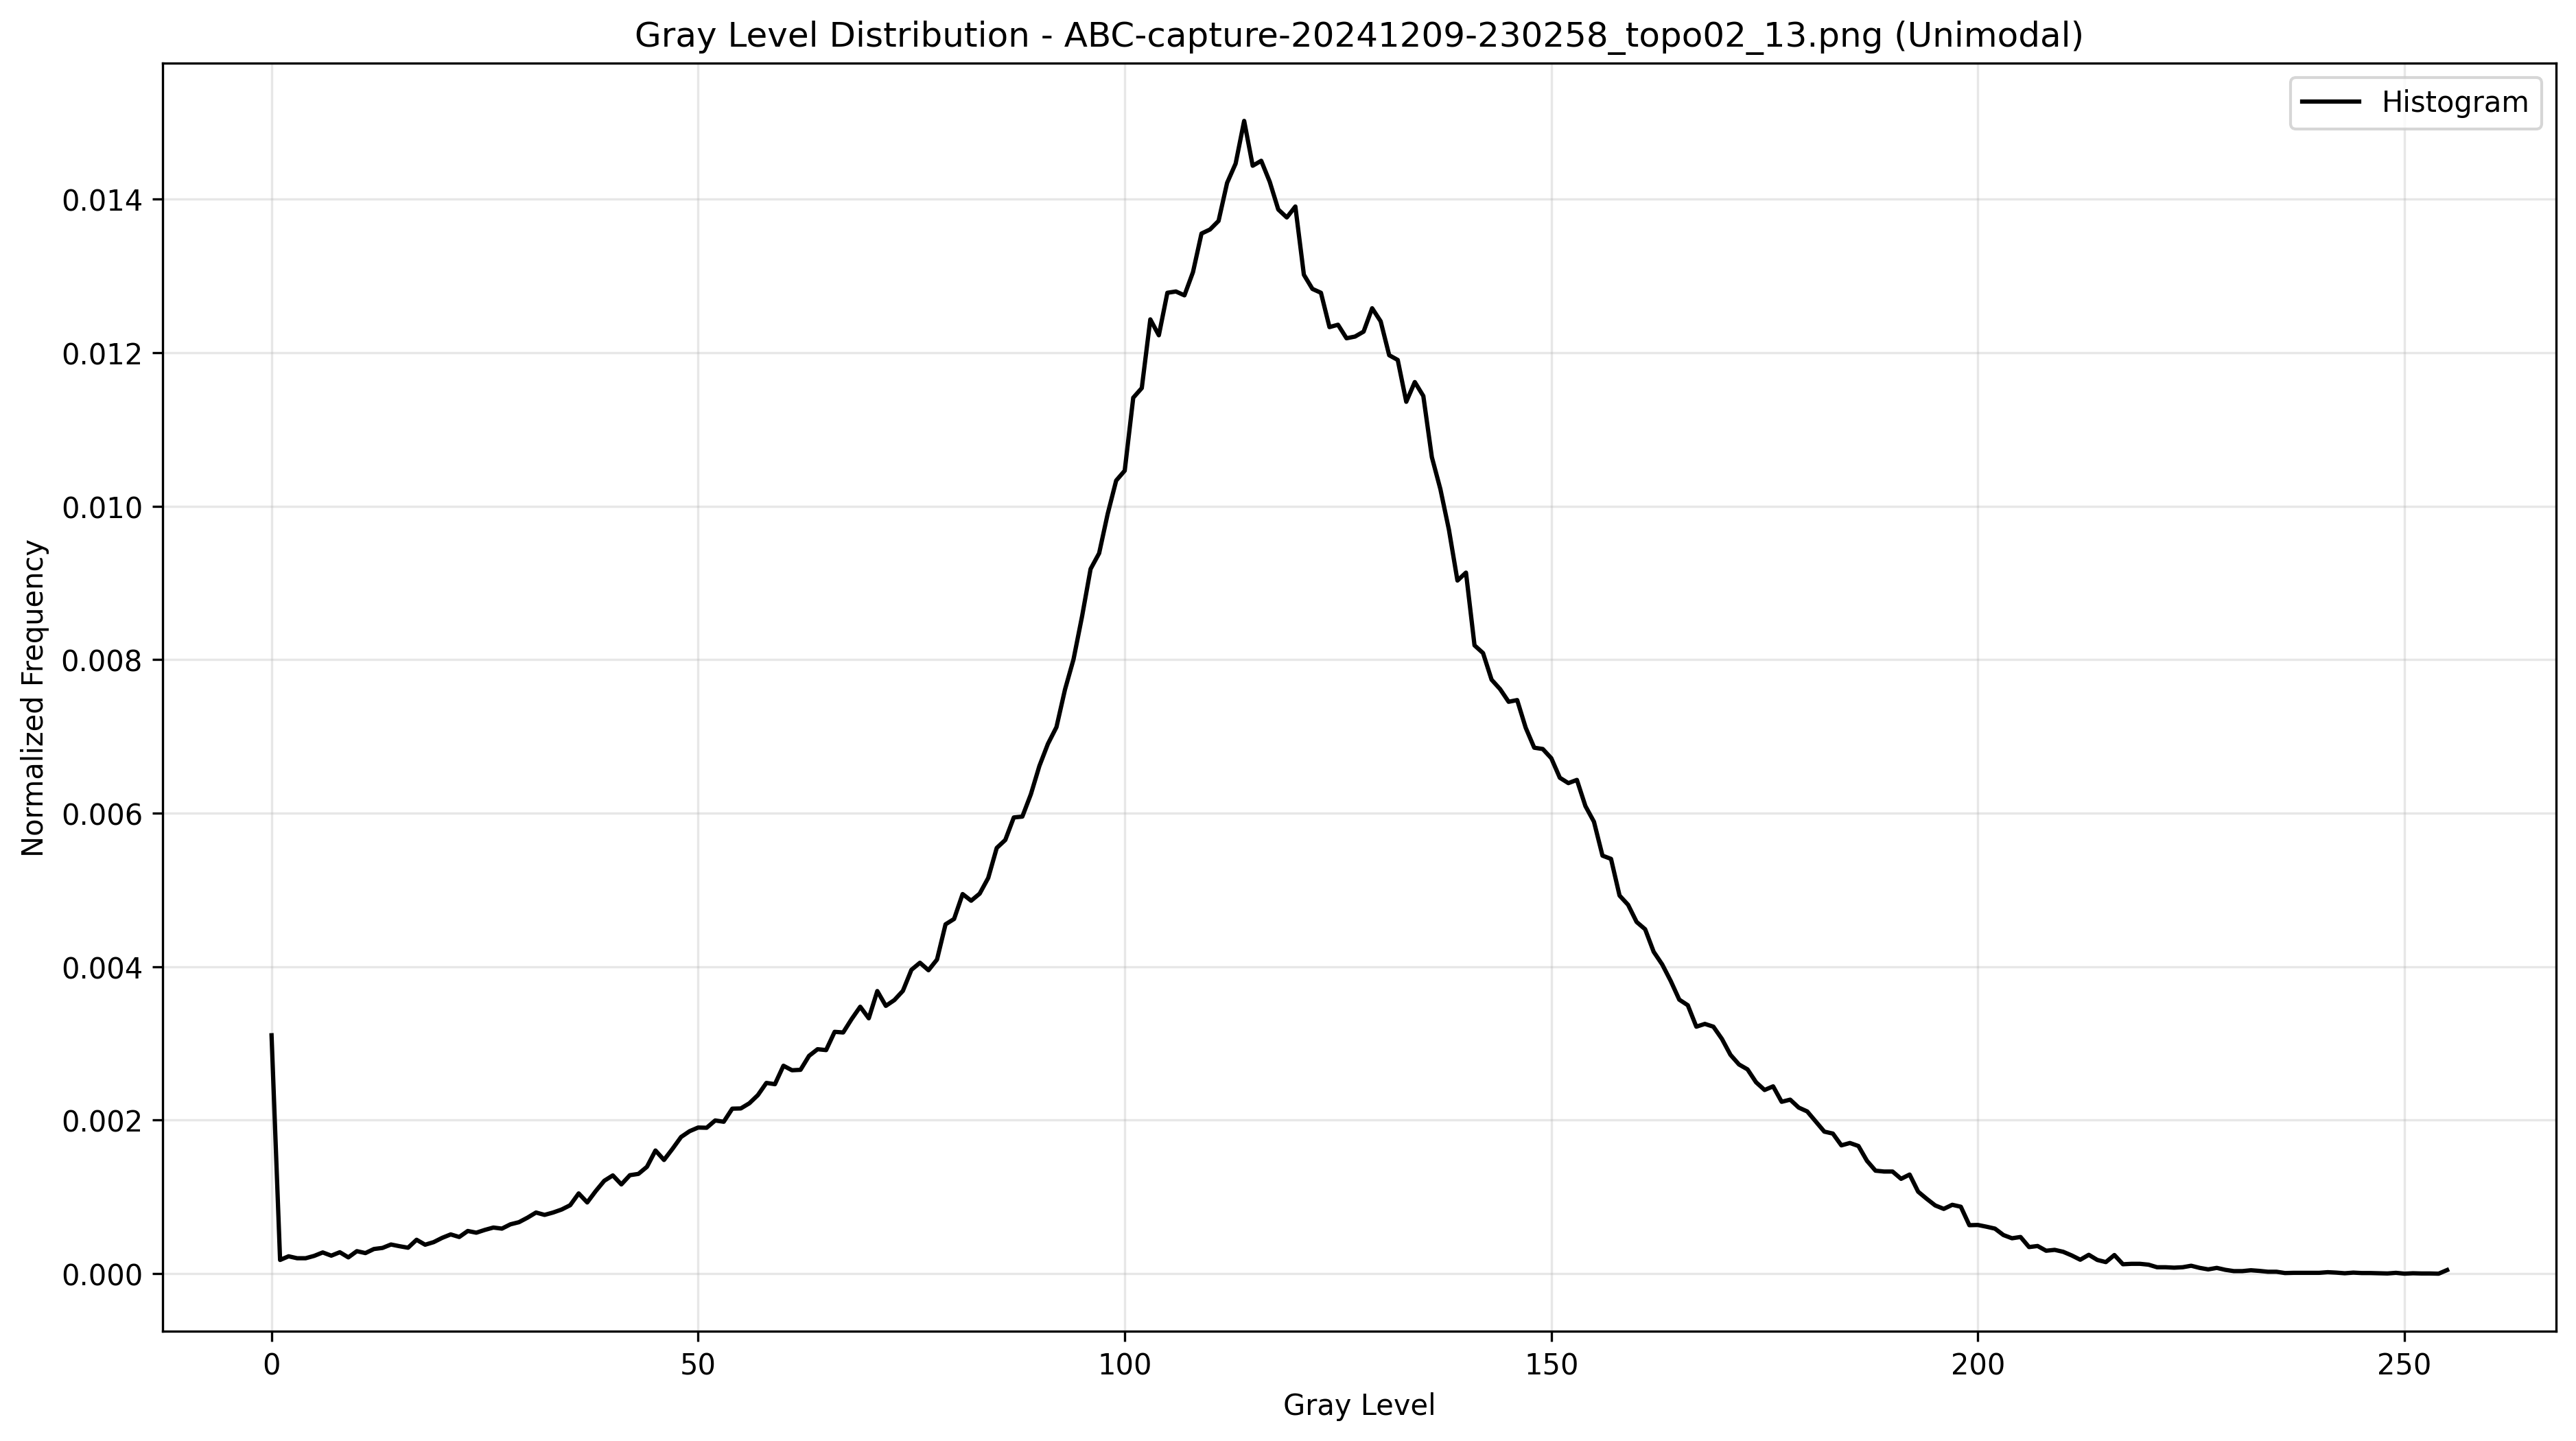 Gray Level Distribution - ABC-capture-20241209-230258_topo02_13.png (Unimodal)
Histogram
Normalized Frequency
0.014
0.012
0.010
0.008
0.006
0.004
0.002
0.000
0 50 100 150 200 250
Gray Level